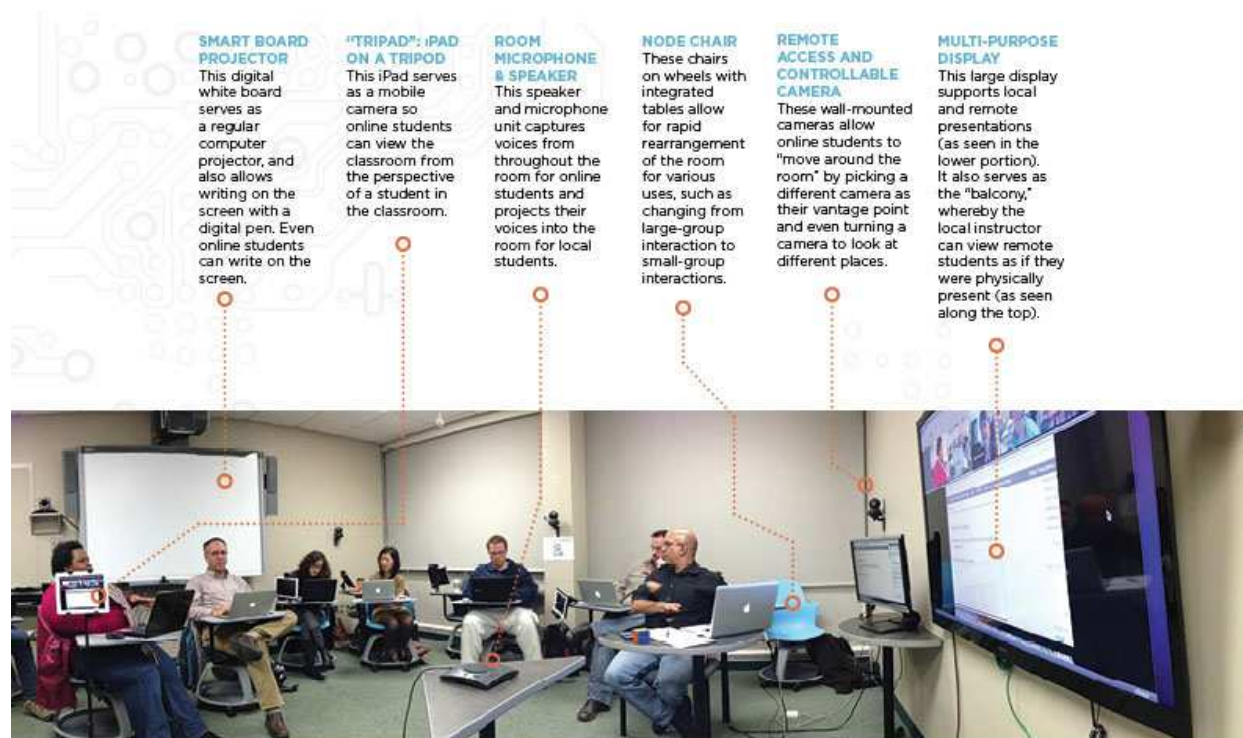 SMART BOARD
PROJECTOR
This digital
white board
serves as
a regular
computer
projector, and
also allows
writing on the
screen with a
digital pen. Even
online students
can write on the
screen.
“TRIPAD”: iPAD
ON A TRIPOD
This iPad serves
as a mobile
camera so
online students
can view the
classroom from
the perspective
of a student in
the classroom.
ROOM
MICROPHONE
& SPEAKER
This speaker
and microphone
unit captures
voices from
throughout the
room for online
students and
projects their
voices into the
room for local
students.
NODE CHAIR
These chairs
on wheels with
integrated
tables allow
for rapid
rearrangement
of the room
for various
uses, such as
changing from
large-group
interaction to
small-group
interactions.
REMOTE
ACCESS AND
CONTROLLABLE
CAMERA
These wall-mounted
cameras allow
online students to
“move around the
room” by picking a
different camera as
their vantage point
and even turning a
camera to look at
different places.
MULTI-PURPOSE
DISPLAY
This large display
supports local
and remote
presentations
(as seen in the
lower portion).
It also serves as
the “balcony,”
whereby the
local instructor
can view remote
students as if they
were physically
present (as seen
along the top).